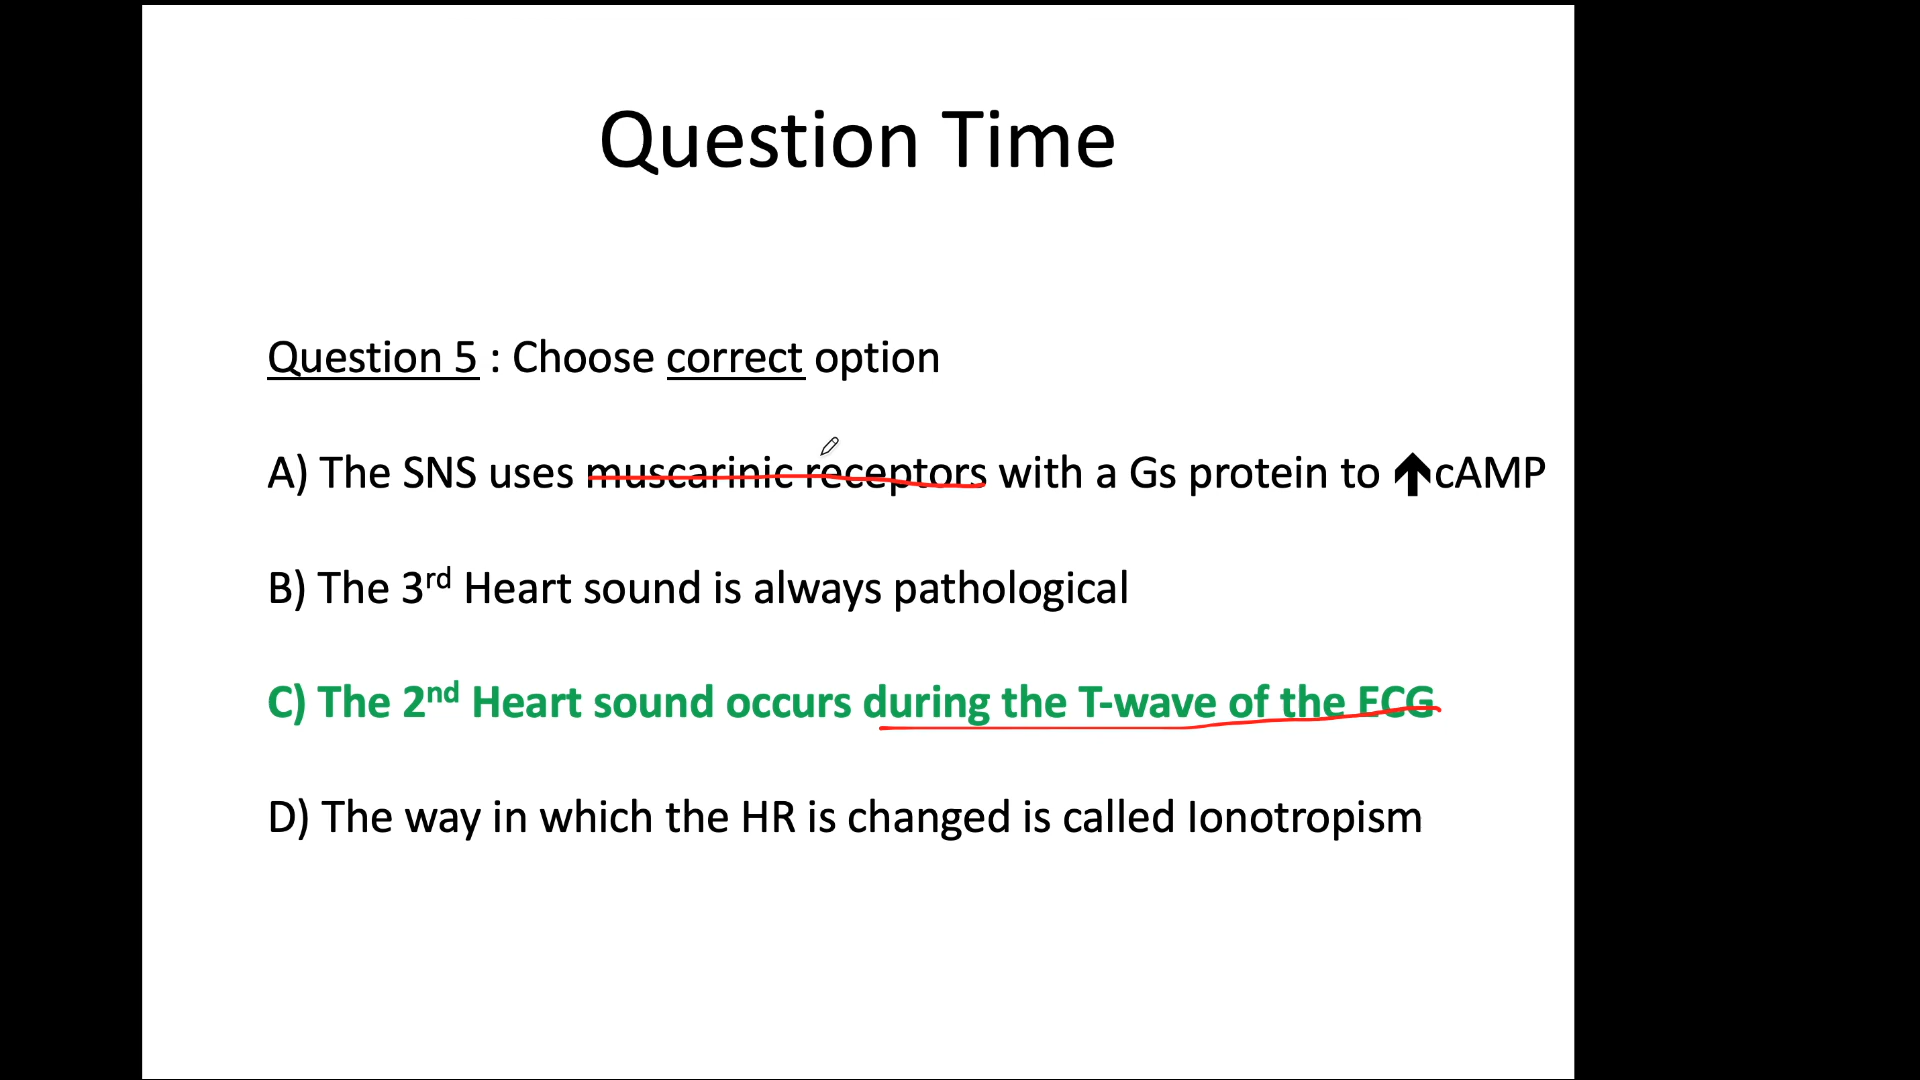 Question Time
Question 5 : Choose correct option
A) The SNS uses muscarinic receptors with a Gs protein to ⬆cAMP
B) The 3rd Heart sound is always pathological
C) The 2nd Heart sound occurs during the T-wave of the ECG
D) The way in which the HR is changed is called Ionotropism